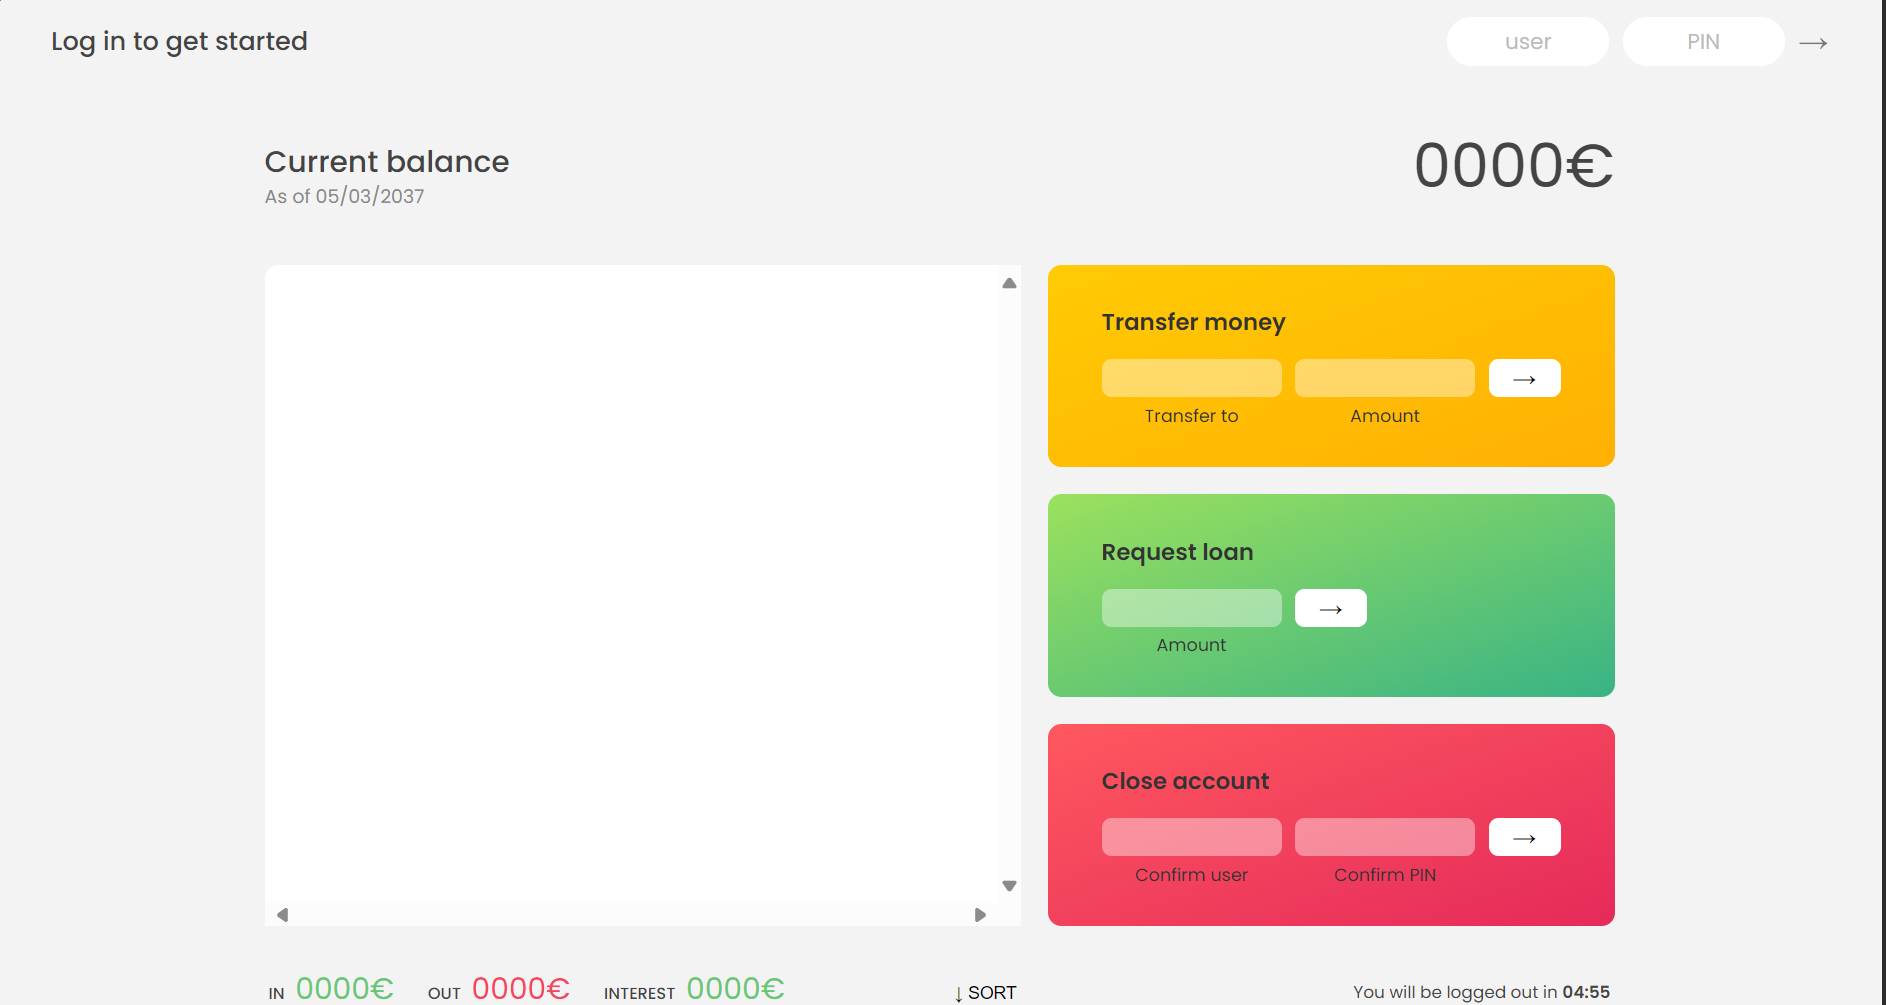 Log in to get started
user
PIN
→
Current balance
As of 05/03/2037
0000€
Transfer money
→
Transfer to
Amount
Request loan
→
Amount
Close account
→
Confirm user
Confirm PIN
IN 0000€ OUT 0000€ INTEREST 0000€
↓ SORT
You will be logged out in 04:55